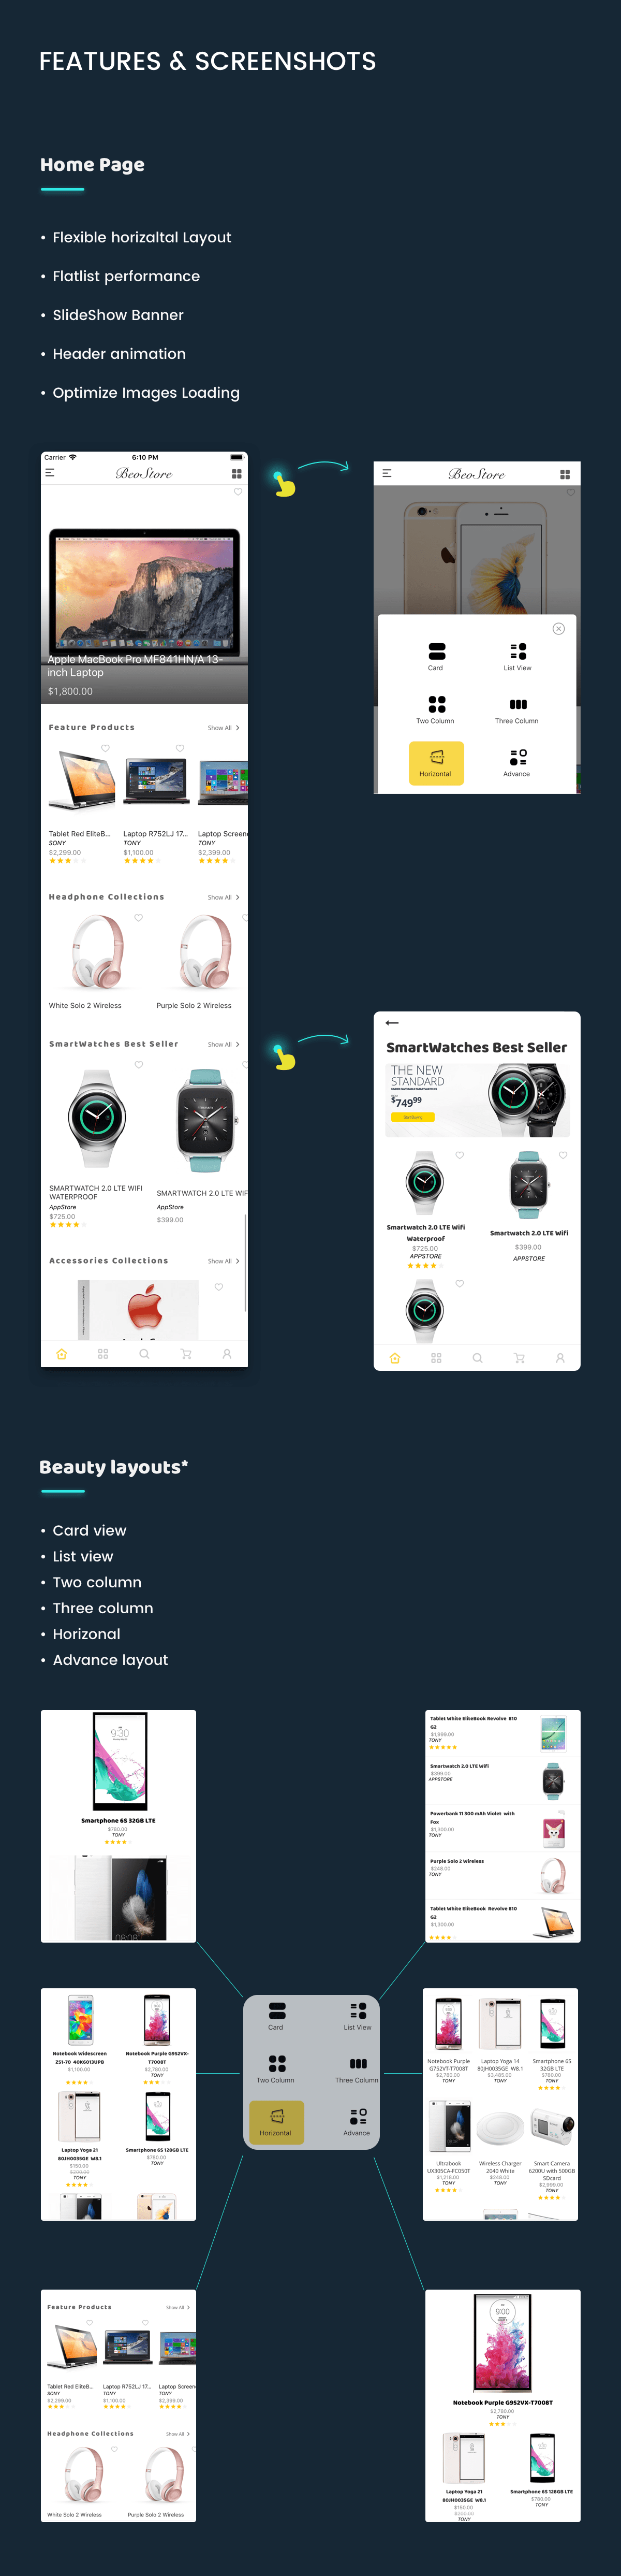 FEATURES & SCREENSHOTS
Home Page
• Flexible horizaltal Layout
• Flatlist performance
• SlideShow Banner
• Header animation
• Optimize Images Loading
Carrier 6:10 PM
BeoStore
Apple MacBook Pro MF841HN/A 13-
inch Laptop
$1,800.00
Feature Products Show All
Tablet Red EliteB... Laptop R752LJ 17... Laptop Screen
SONY TONY TONY
$2,299.00 $1,100.00 $2,399.00
Headphone Collections Show All
White Solo 2 Wireless Purple Solo 2 Wireless
SmartWatches Best Seller Show All
SMARTWATCH 2.0 LTE WIFI
WATERPROOF
AppStore
$725.00
SMARTWATCH 2.0 LTE WIF
AppStore
$399.00
Accessories Collections Show All
BeoStore
Card List View
Two Column Three Column
Horizontal Advance
SmartWatches Best Seller
THE NEW
STANDARD
$749.99
Smartwatch 2.0 Lte Wifi
Waterproof
$725.00
APPSTORE
Smartwatch 2.0 Lte Wifi
$399.00
APPSTORE
Beauty layouts*
• Card view
• List view
• Two column
• Three column
• Horizonal
• Advance layout
9:30
Smartphone 6S 32GB LTE
$780.00
TONY
08:08
Tablet White EliteBook Revolve 810
G2
$1,999.00
TONY
Smartwatch 2.0 LTE Wifi
$399.00
APPSTORE
Powerbank 11 300 mAh Violet with
Fox
$1,300.00
TONY
Purple Solo 2 Wireless
$248.00
TONY
Tablet White EliteBook Revolve 810
G2
$1,300.00
Notebook Widescreen
Z51-70 40K6013UPB
$1,160.00
Notebook Purple G952VX-
T7008T
$2,780.00
TONY
Laptop Yoga 21
80JH0035GE W8.1
$150.00
$200.00
TONY
Smartphone 6S 128GB LTE
$780.00
TONY
Card List View
Two Column Three Column
Horizontal Advance
Notebook Purple
G752VT-T7008T
$2,780.00
TONY
Laptop Yoga 14
80JH0035GE W8.1
$3,485.00
TONY
Smartphone 6S
32GB LTE
$780.00
TONY
Ultrabook
UX305CA-FC050T
$1,218.00
TONY
Wireless Charger
2040 White
$248.00
TONY
Smart Camera
6200U with 500GB
SDcard
$2,999.00
TONY
Feature Products Show All
Tablet Red EliteB... Laptop R752LJ 17... Laptop Screen
SONY TONY TONY
$2,299.00 $1,100.00 $2,399.00
Headphone Collections Show All
White Solo 2 Wireless Purple Solo 2 Wireless
9:00
Notebook Purple G952VX-T7008T
$2,780.00
TONY
Laptop Yoga 21
80JH0035GE W8.1
$150.00
$200.00
TONY
Smartphone 6S 128GB LTE
$780.00
TONY